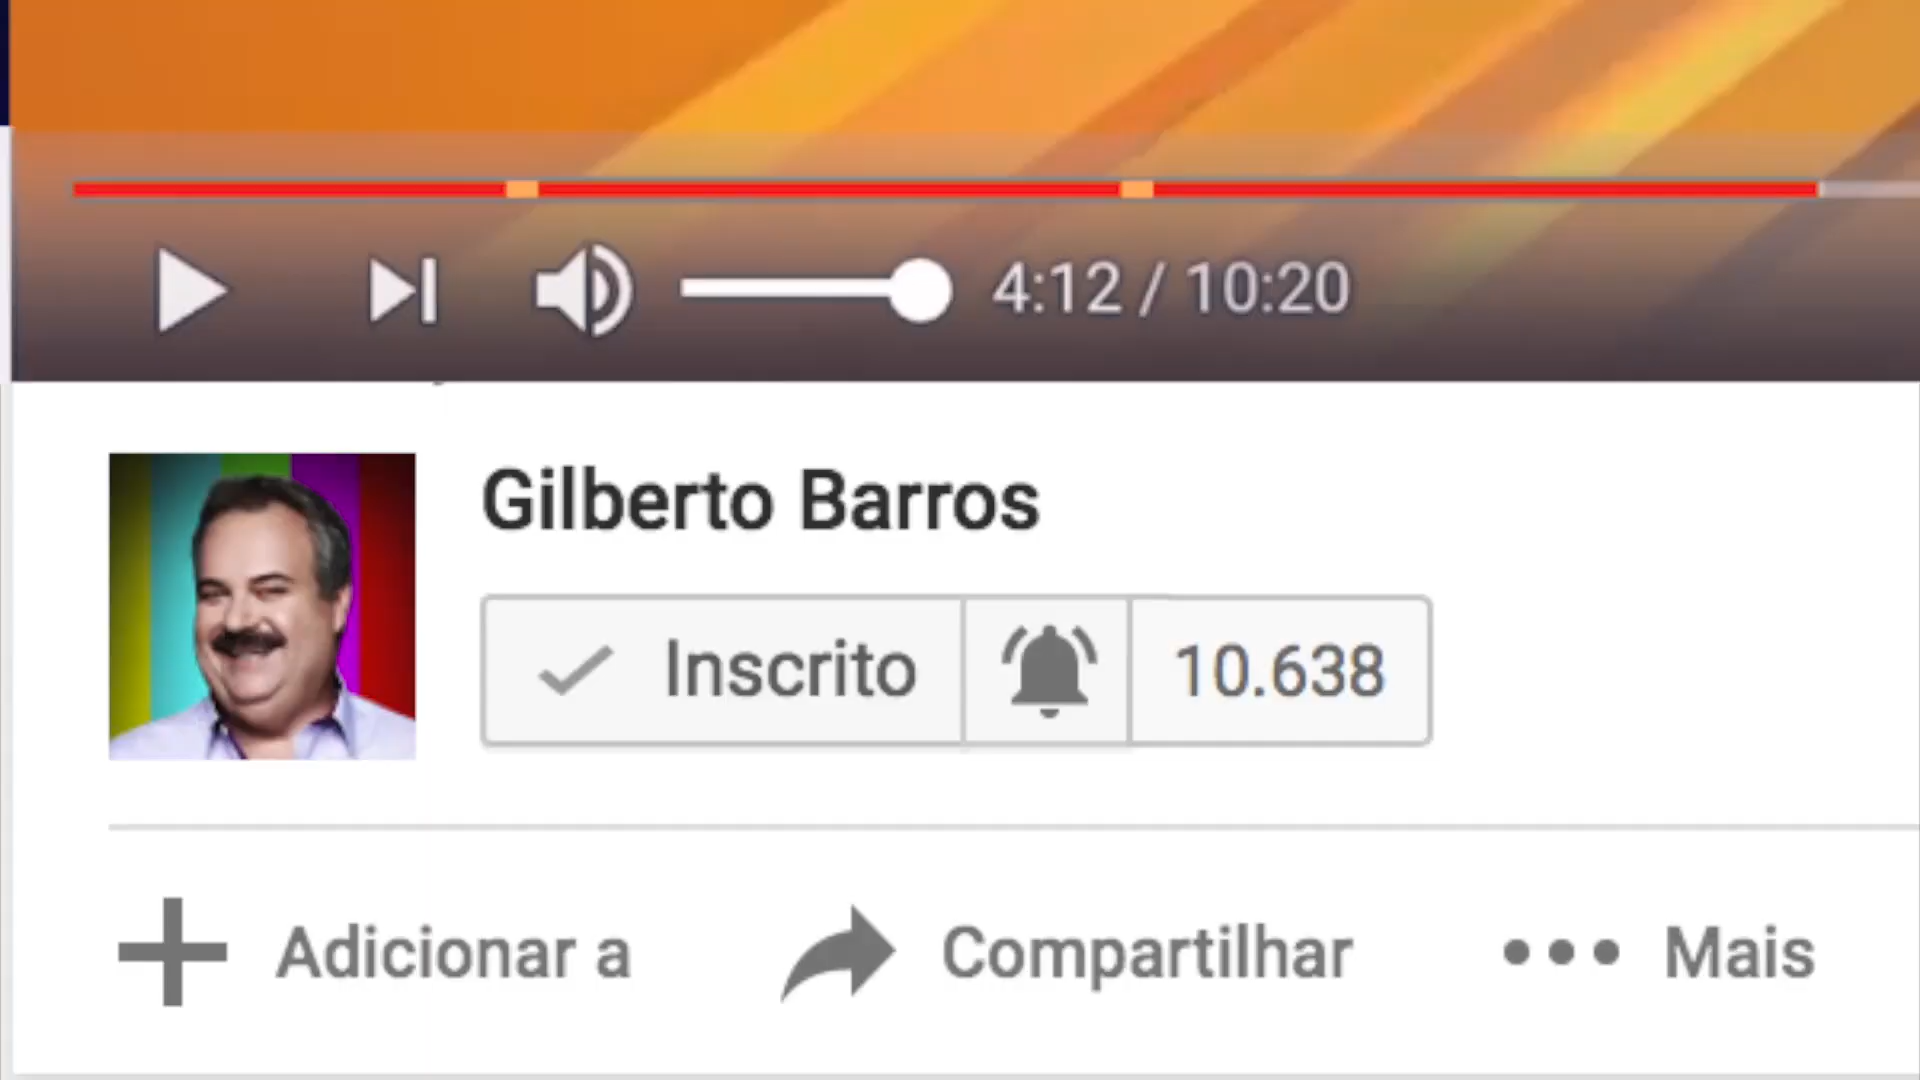 4:12 / 10:20
Gilberto Barros
Inscrito
10.638
Adicionar a
Compartilhar
Mais